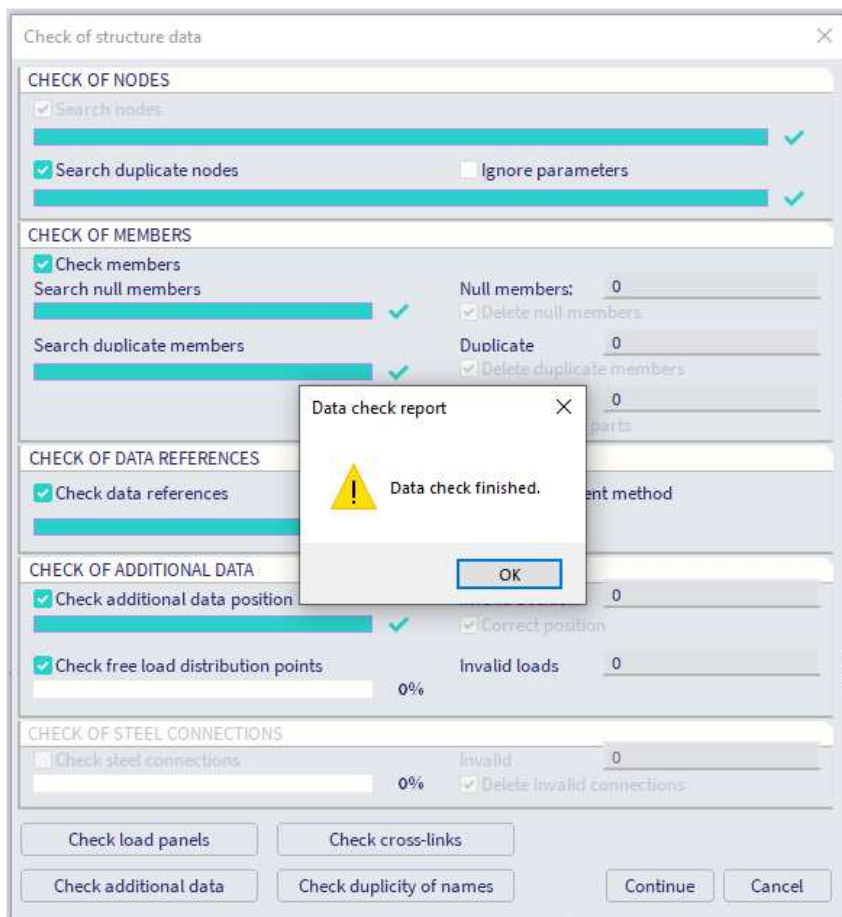 Check of structure data
CHECK OF NODES
Search nodes
Search duplicate nodes
Ignore parameters
CHECK OF MEMBERS
Check members
Search null members
Null members: 0
Delete null members
Search duplicate members
Duplicate 0
Delete duplicate members
0
parts
Data check report
Data check finished.
OK
CHECK OF DATA REFERENCES
Check data references
ent method
CHECK OF ADDITIONAL DATA
Check additional data position
0
Correct position
Check free load distribution points
Invalid loads 0
0%
CHECK OF STEEL CONNECTIONS
Check steel connections
Invalid 0
0%
Delete invalid connections
Check load panels
Check cross-links
Check additional data
Check duplicity of names
Continue
Cancel